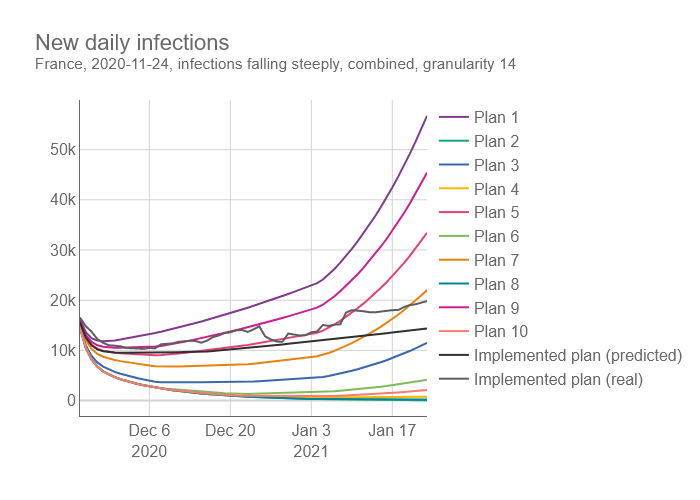 New daily infections
France, 2020-11-24, infections falling steeply, combined, granularity 14
50k
40k
30k
20k
10k
0
Dec 6
2020
Dec 20
Jan 3
2021
Jan 17
Plan 1
Plan 2
Plan 3
Plan 4
Plan 5
Plan 6
Plan 7
Plan 8
Plan 9
Plan 10
Implemented plan (predicted)
Implemented plan (real)